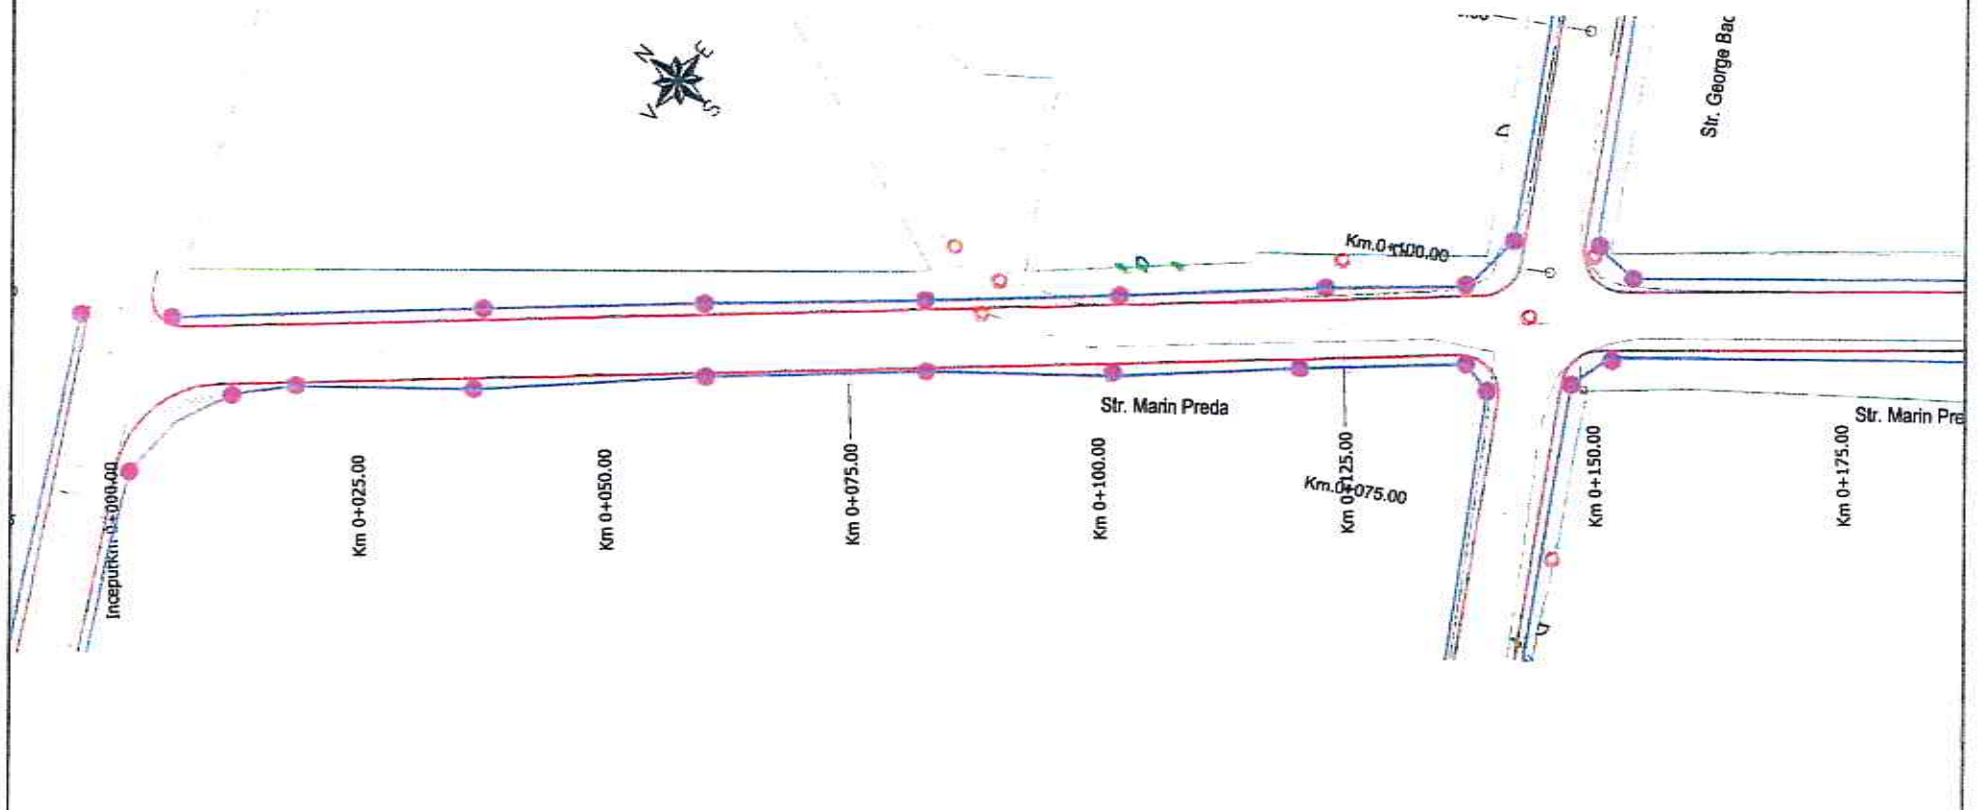 N
E
V
S
Str. George Bac
Km.0+100.00
Str. Marin Preda
Str. Marin Pre
Km 0+025.00
Km 0+050.00
Km 0+075.00
Km 0+100.00
Km 0+125.00
Km.0+075.00
Km 0+150.00
Km 0+175.00
Km 0+000.00